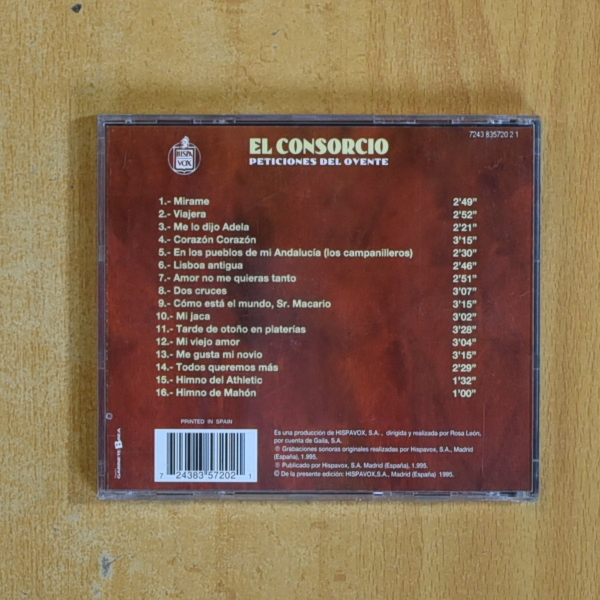 HISPA VOX
EL CONSORCIO
PETICIONES DEL OYENTE
7243 835720 2 1
1.- Mirame 2'49"
2.- Viajera 2'52"
3.- Me lo dijo Adela 2'21"
4.- Corazón Corazón 3'15"
5.- En los pueblos de mi Andalucía (los campanilleros) 2'30"
6.- Lisboa antigua 2'46"
7.- Amor no me quieras tanto 2'51"
8.- Dos cruces 3'07"
9.- Cómo está el mundo, Sr. Macario 3'15"
10.- Mi jaca 3'02"
11.- Tarde de otoño en platerías 3'28"
12.- Mi viejo amor 3'04"
13.- Me gusta mi novio 3'15"
14.- Todos queremos más 2'29"
15.- Himno del Athletic 1'32"
16.- Himno de Mahón 1'00"
PRINTED IN SPAIN
7 24383 57202 1
Es una producción de HISPAVOX, S.A., dirigida y realizada por Rosa León,
por cuenta de Gaila, S.A.
℗ Grabaciones sonoras originales realizadas por Hispavox, S.A., Madrid
(España), 1.995.
℗ Publicado por Hispavox, S.A. Madrid (España), 1.995.
© De la presente edición: HISPAVOX,S.A., Madrid (España) 1995.